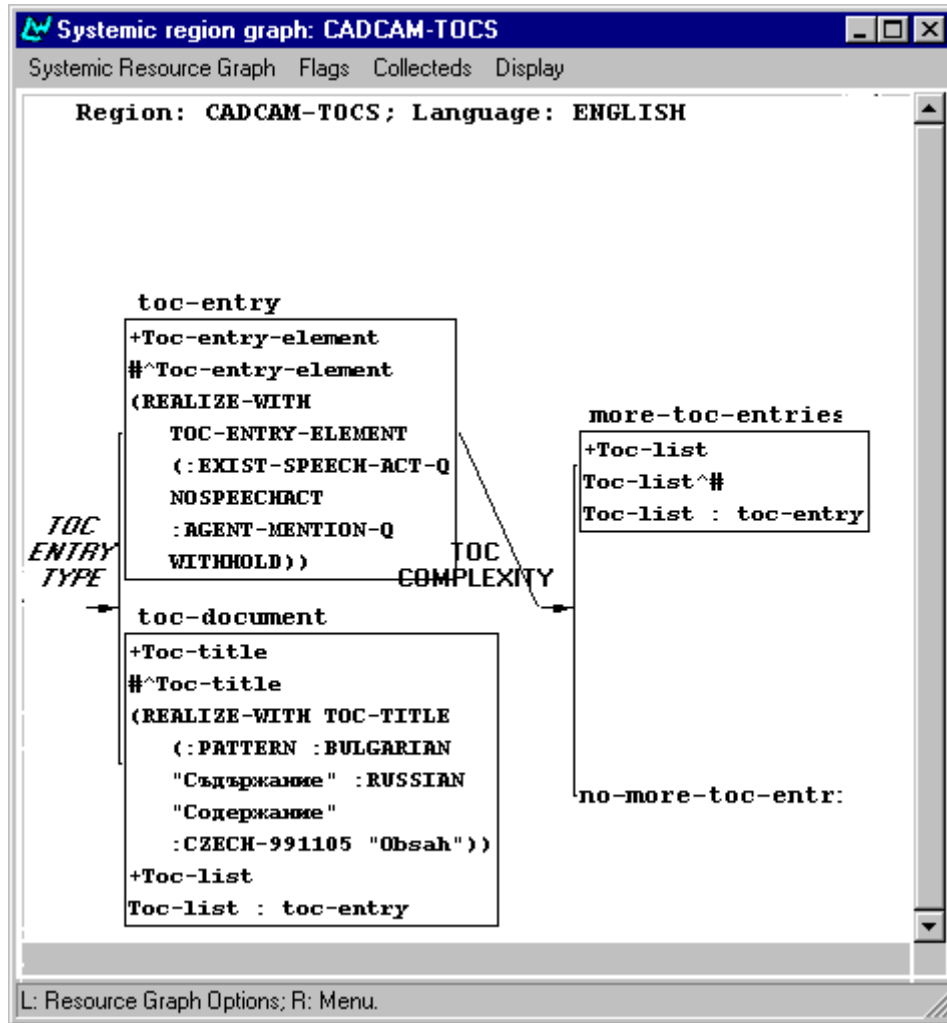 Systemic region graph: CADCAM-TOCS
Systemic Resource Graph Flags Collecteds Display
Region: CADCAM-TOCS; Language: ENGLISH
toc-entry
+Toc-entry-element
#^Toc-entry-element
(REALIZE-WITH
TOC-ENTRY-ELEMENT
(:EXIST-SPEECH-ACT-Q
NOSPEECHACT
:AGENT-MENTION-Q
WITHHOLD))
TOC
ENTRY
TYPE
TOC
COMPLEXITY
more-toc-entries
+Toc-list
Toc-list^#
Toc-list : toc-entry
toc-document
+Toc-title
#^Toc-title
(REALIZE-WITH TOC-TITLE
(:PATTERN :BULGARIAN
"Съдържание" :RUSSIAN
"Содержание"
:CZECH-991105 "Obsah"))
+Toc-list
Toc-list : toc-entry
no-more-toc-entr:
L: Resource Graph Options; R: Menu.